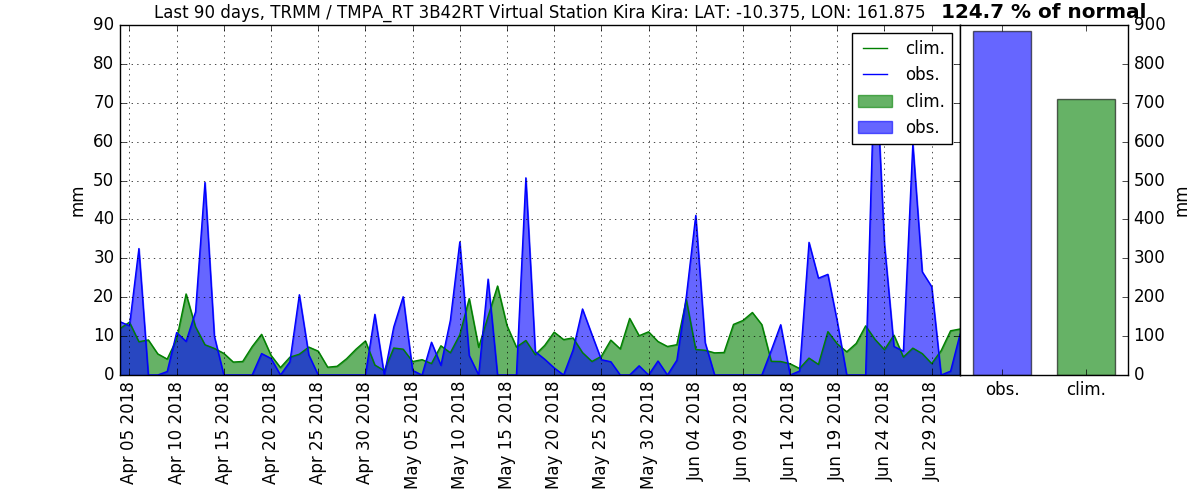 Last 90 days, TRMM / TMPA_RT 3B42RT Virtual Station Kira Kira: LAT: -10.375, LON: 161.875
124.7 % of normal
90
80
70
60
50
40
30
20
10
0
mm
clim.
obs.
clim.
obs.
900
800
700
600
500
400
300
200
100
0
mm
Apr 05 2018
Apr 10 2018
Apr 15 2018
Apr 20 2018
Apr 25 2018
Apr 30 2018
May 05 2018
May 10 2018
May 15 2018
May 20 2018
May 25 2018
May 30 2018
Jun 04 2018
Jun 09 2018
Jun 14 2018
Jun 19 2018
Jun 24 2018
Jun 29 2018
obs.
clim.